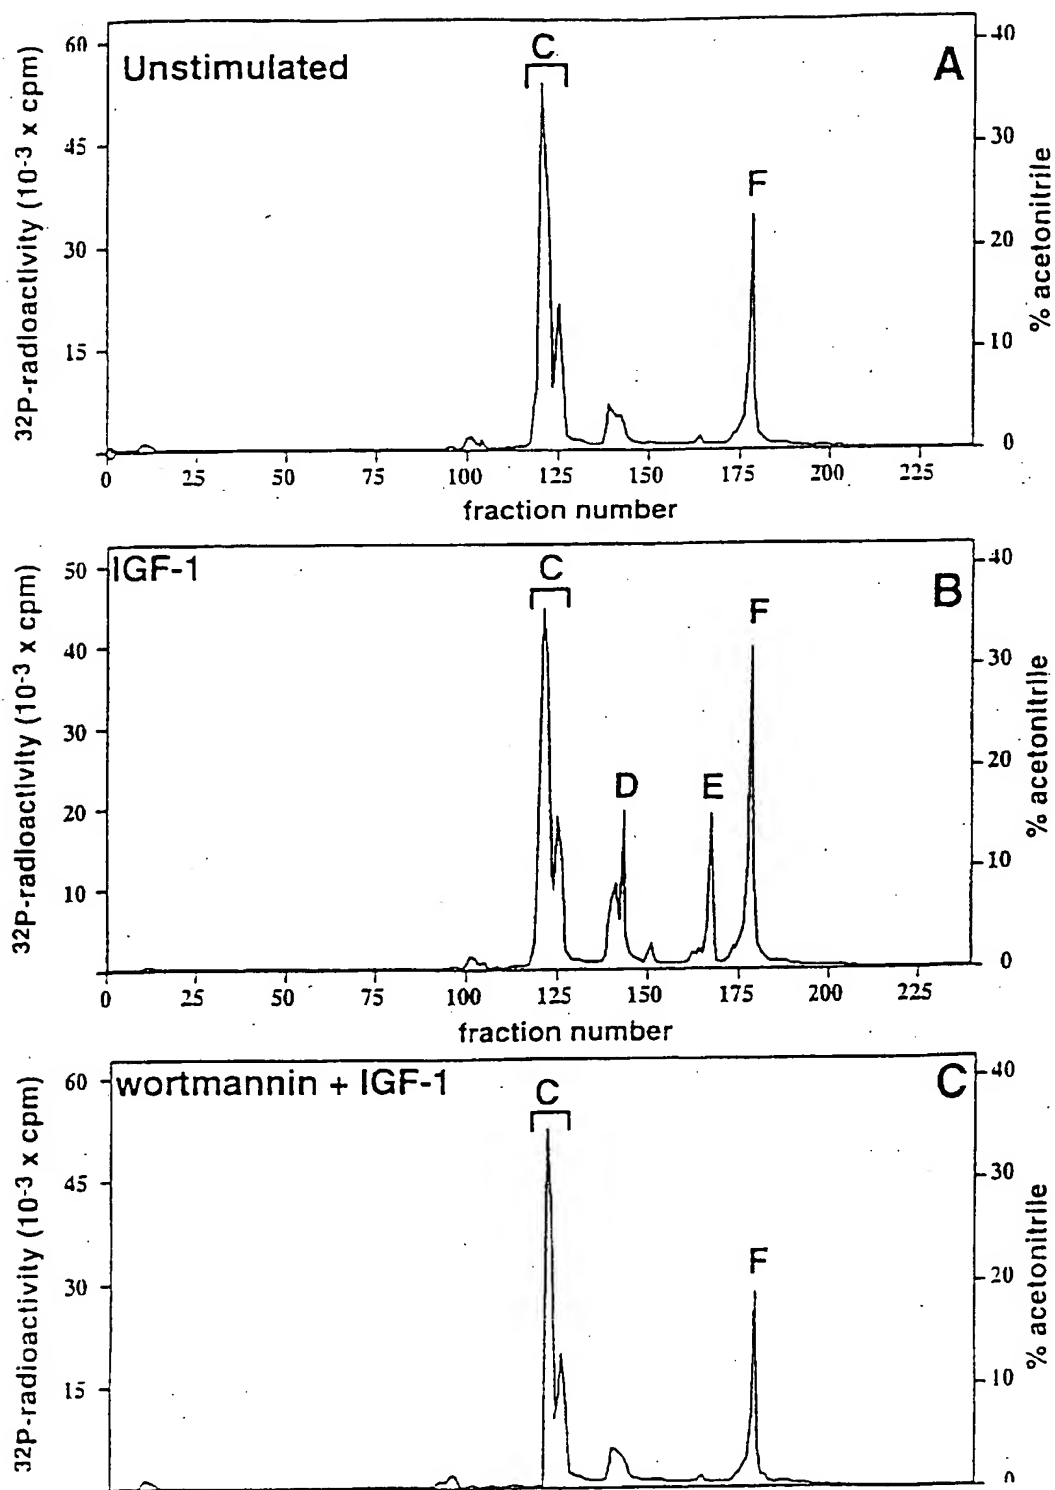 Unstimulated
C
A
F
60
45
30
15
40
30
20
10
0
32P-radioactivity (10-3 x cpm)
% acetonitrile
0 25 50 75 100 125 150 175 200 225
fraction number
IGF-1
C
B
F
D
E
50
40
30
20
10
40
30
20
10
0
32P-radioactivity (10-3 x cpm)
% acetonitrile
0 25 50 75 100 125 150 175 200 225
fraction number
wortmannin + IGF-1
C
C
F
60
45
30
15
40
30
20
10
0
32P-radioactivity (10-3 x cpm)
% acetonitrile